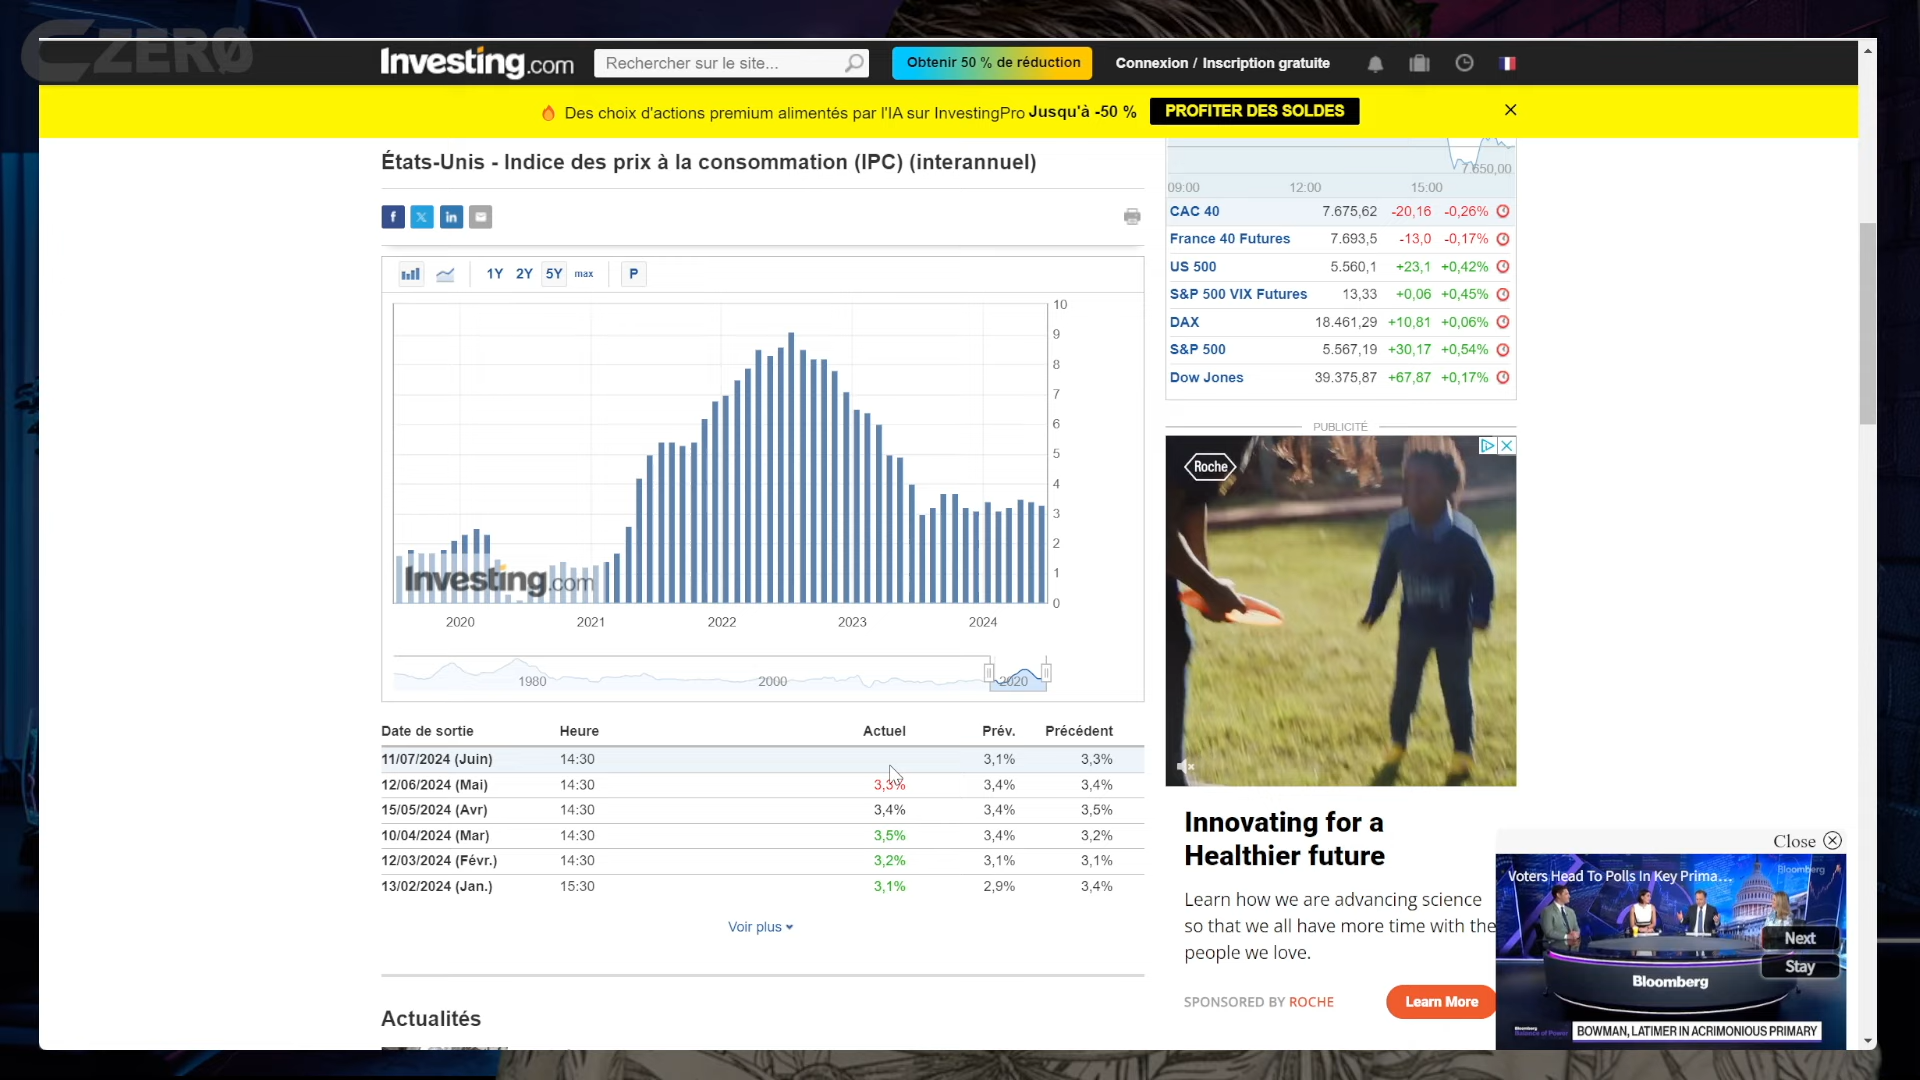 CZERØ
Investing.com
Rechercher sur le site...
Obtenir 50 % de réduction
Connexion / Inscription gratuite
Des choix d'actions premium alimentés par l'IA sur InvestingPro Jusqu'à -50 %
PROFITER DES SOLDES
États-Unis - Indice des prix à la consommation (IPC) (interannuel)
1Y 2Y 5Y max P
10
9
8
7
6
5
4
3
2
1
0
Investing.com
2020 2021 2022 2023 2024
1980 2000 2020
Date de sortie Heure Actuel Prév. Précédent
11/07/2024 (Juin) 14:30 3,1% 3,3%
12/06/2024 (Mai) 14:30 3,3% 3,4% 3,4%
15/05/2024 (Avr) 14:30 3,4% 3,4% 3,5%
10/04/2024 (Mar) 14:30 3,5% 3,4% 3,2%
12/03/2024 (Févr.) 14:30 3,2% 3,1% 3,1%
13/02/2024 (Jan.) 15:30 3,1% 2,9% 3,4%
Voir plus
Actualités
7.650,00
09:00 12:00 15:00
CAC 40 7.675,62 -20,16 -0,26%
France 40 Futures 7.693,5 -13,0 -0,17%
US 500 5.560,1 +23,1 +0,42%
S&P 500 VIX Futures 13,33 +0,06 +0,45%
DAX 18.461,29 +10,81 +0,06%
S&P 500 5.567,19 +30,17 +0,54%
Dow Jones 39.375,87 +67,87 +0,17%
PUBLICITÉ
Roche
Innovating for a
Healthier future
Learn how we are advancing science
so that we all have more time with the
people we love.
SPONSORED BY ROCHE
Learn More
Close
Voters Head To Polls In Key Prima...
Bloomberg
Next
Stay
Bloomberg
Bloomberg
Balance of Power
BOWMAN, LATIMER IN ACRIMONIOUS PRIMARY